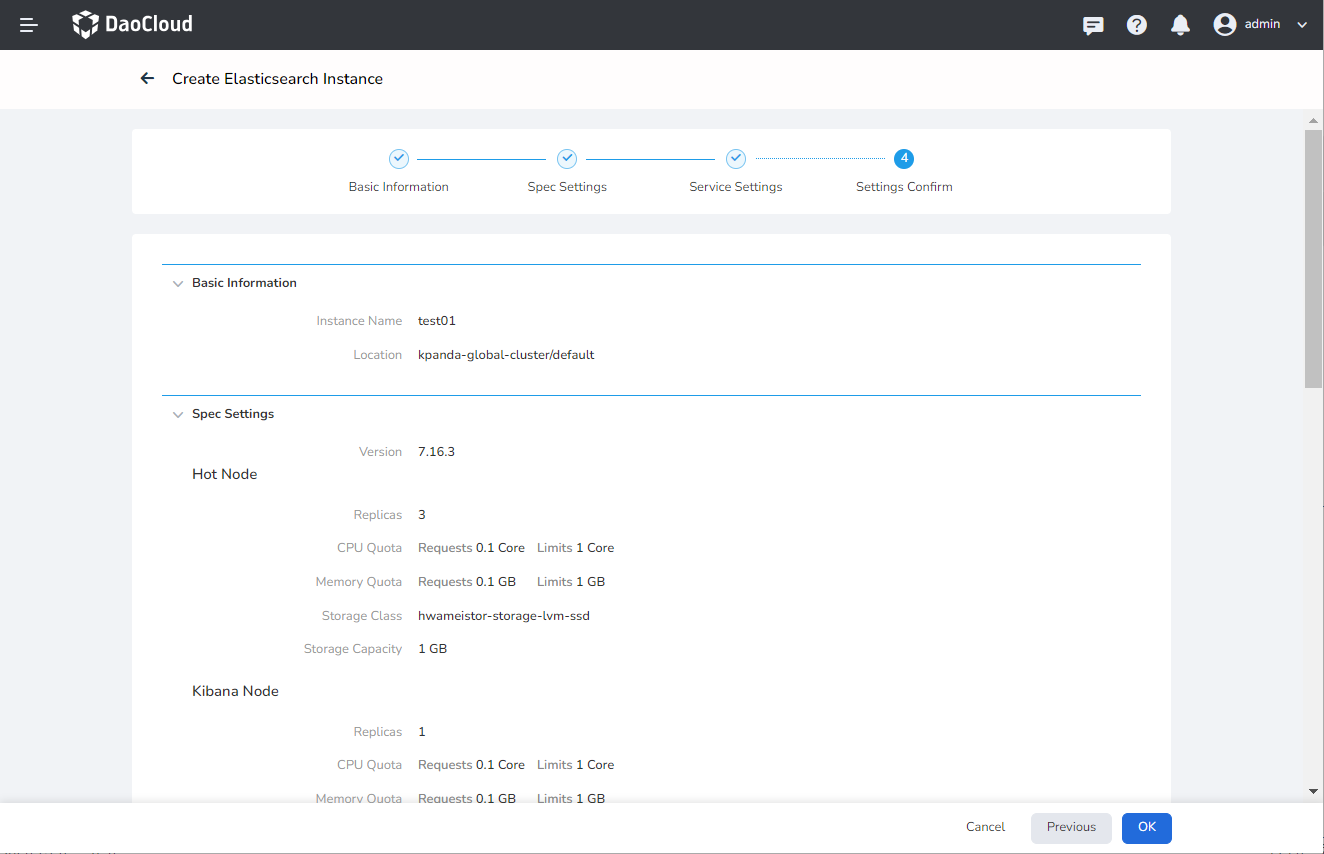 DaoCloud
admin
Create Elasticsearch Instance
4
Basic Information Spec Settings Service Settings Settings Confirm
Basic Information
Instance Name test01
Location kpanda-global-cluster/default
Spec Settings
Version 7.16.3
Hot Node
Replicas 3
CPU Quota Requests 0.1 Core Limits 1 Core
Memory Quota Requests 0.1 GB Limits 1 GB
Storage Class hwameistor-storage-lvm-ssd
Storage Capacity 1 GB
Kibana Node
Replicas 1
CPU Quota Requests 0.1 Core Limits 1 Core
Memory Quota Requests 0.1 GB Limits 1 GB
Cancel Previous OK